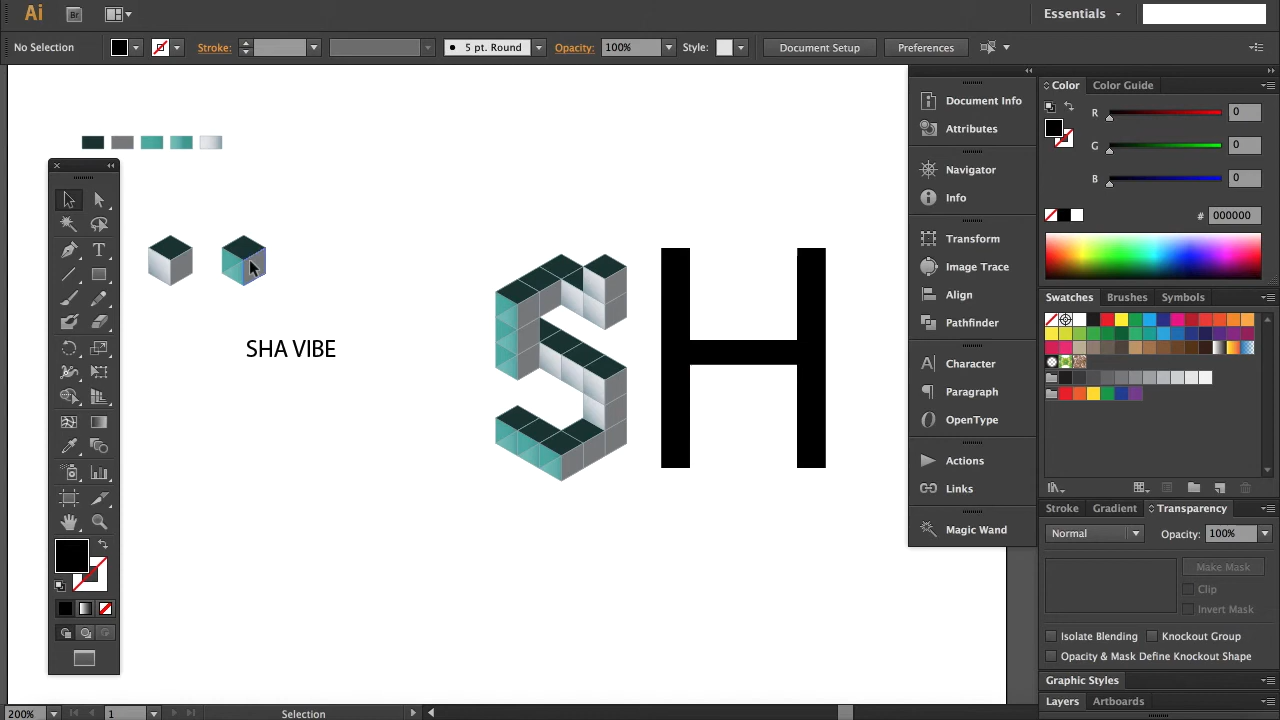 Ai Br Essentials
No Selection Stroke: 5 pt. Round Opacity: 100% Style: Document Setup Preferences
Document Info
Attributes
Navigator
Info
Transform
Image Trace
Align
Pathfinder
Character
Paragraph
OpenType
Actions
Links
Magic Wand
Color Color Guide
R 0
G 0
B 0
# 000000
Swatches Brushes Symbols
Stroke Gradient Transparency
Normal Opacity: 100%
Make Mask
Clip
Invert Mask
Isolate Blending Knockout Group
Opacity & Mask Define Knockout Shape
Graphic Styles
Layers Artboards
SHA VIBE
S H
200% 1 Selection